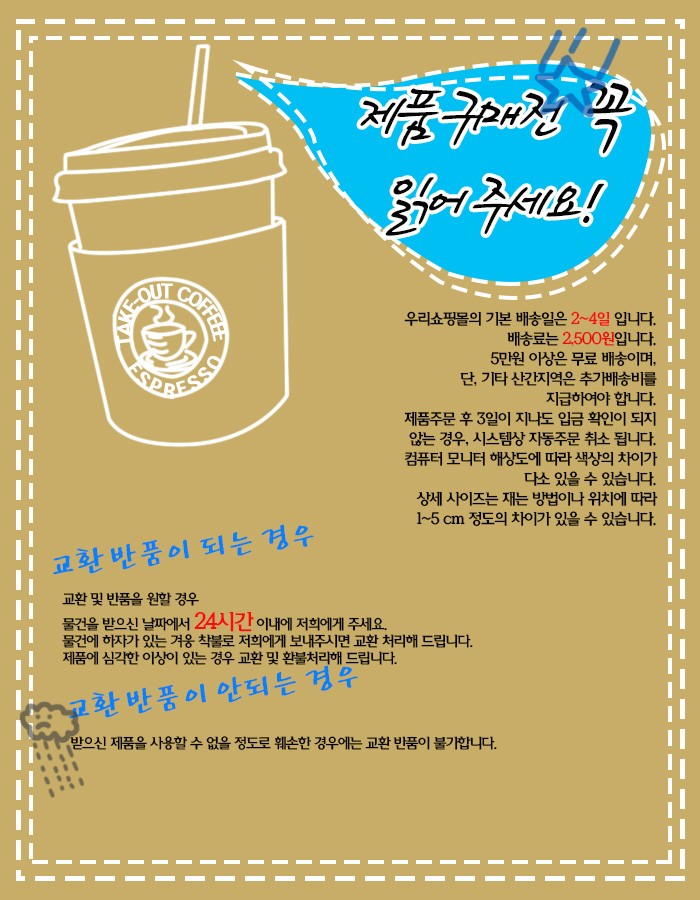 제품 구매전 꼭
읽어 주세요!
TAKE-OUT COFFEE
ESPRESSO
우리쇼핑몰의 기본 배송일은 2~4일 입니다.
배송료는 2,500원입니다.
5만원 이상은 무료 배송이며,
단, 기타 산간지역은 추가배송비를
지급하여야 합니다.
제품주문 후 3일이 지나도 입금 확인이 되지
않는 경우, 시스템상 자동주문 취소 됩니다.
컴퓨터 모니터 해상도에 따라 색상의 차이가
다소 있을 수 있습니다.
상세 사이즈는 재는 방법이나 위치에 따라
1~5 cm 정도의 차이가 있을 수 있습니다.
교환 반품이 되는 경우
교환 및 반품을 원할 경우
물건을 받으신 날짜에서 24시간 이내에 저희에게 주세요.
물건에 하자가 있는 겨웅 착불로 저희에게 보내주시면 교환 처리해 드립니다.
제품에 심각한 이상이 있는 경우 교환 및 환불처리해 드립니다.
교환 반품이 안되는 경우
받으신 제품을 사용할 수 없을 정도로 훼손한 경우에는 교환 반품이 불가합니다.